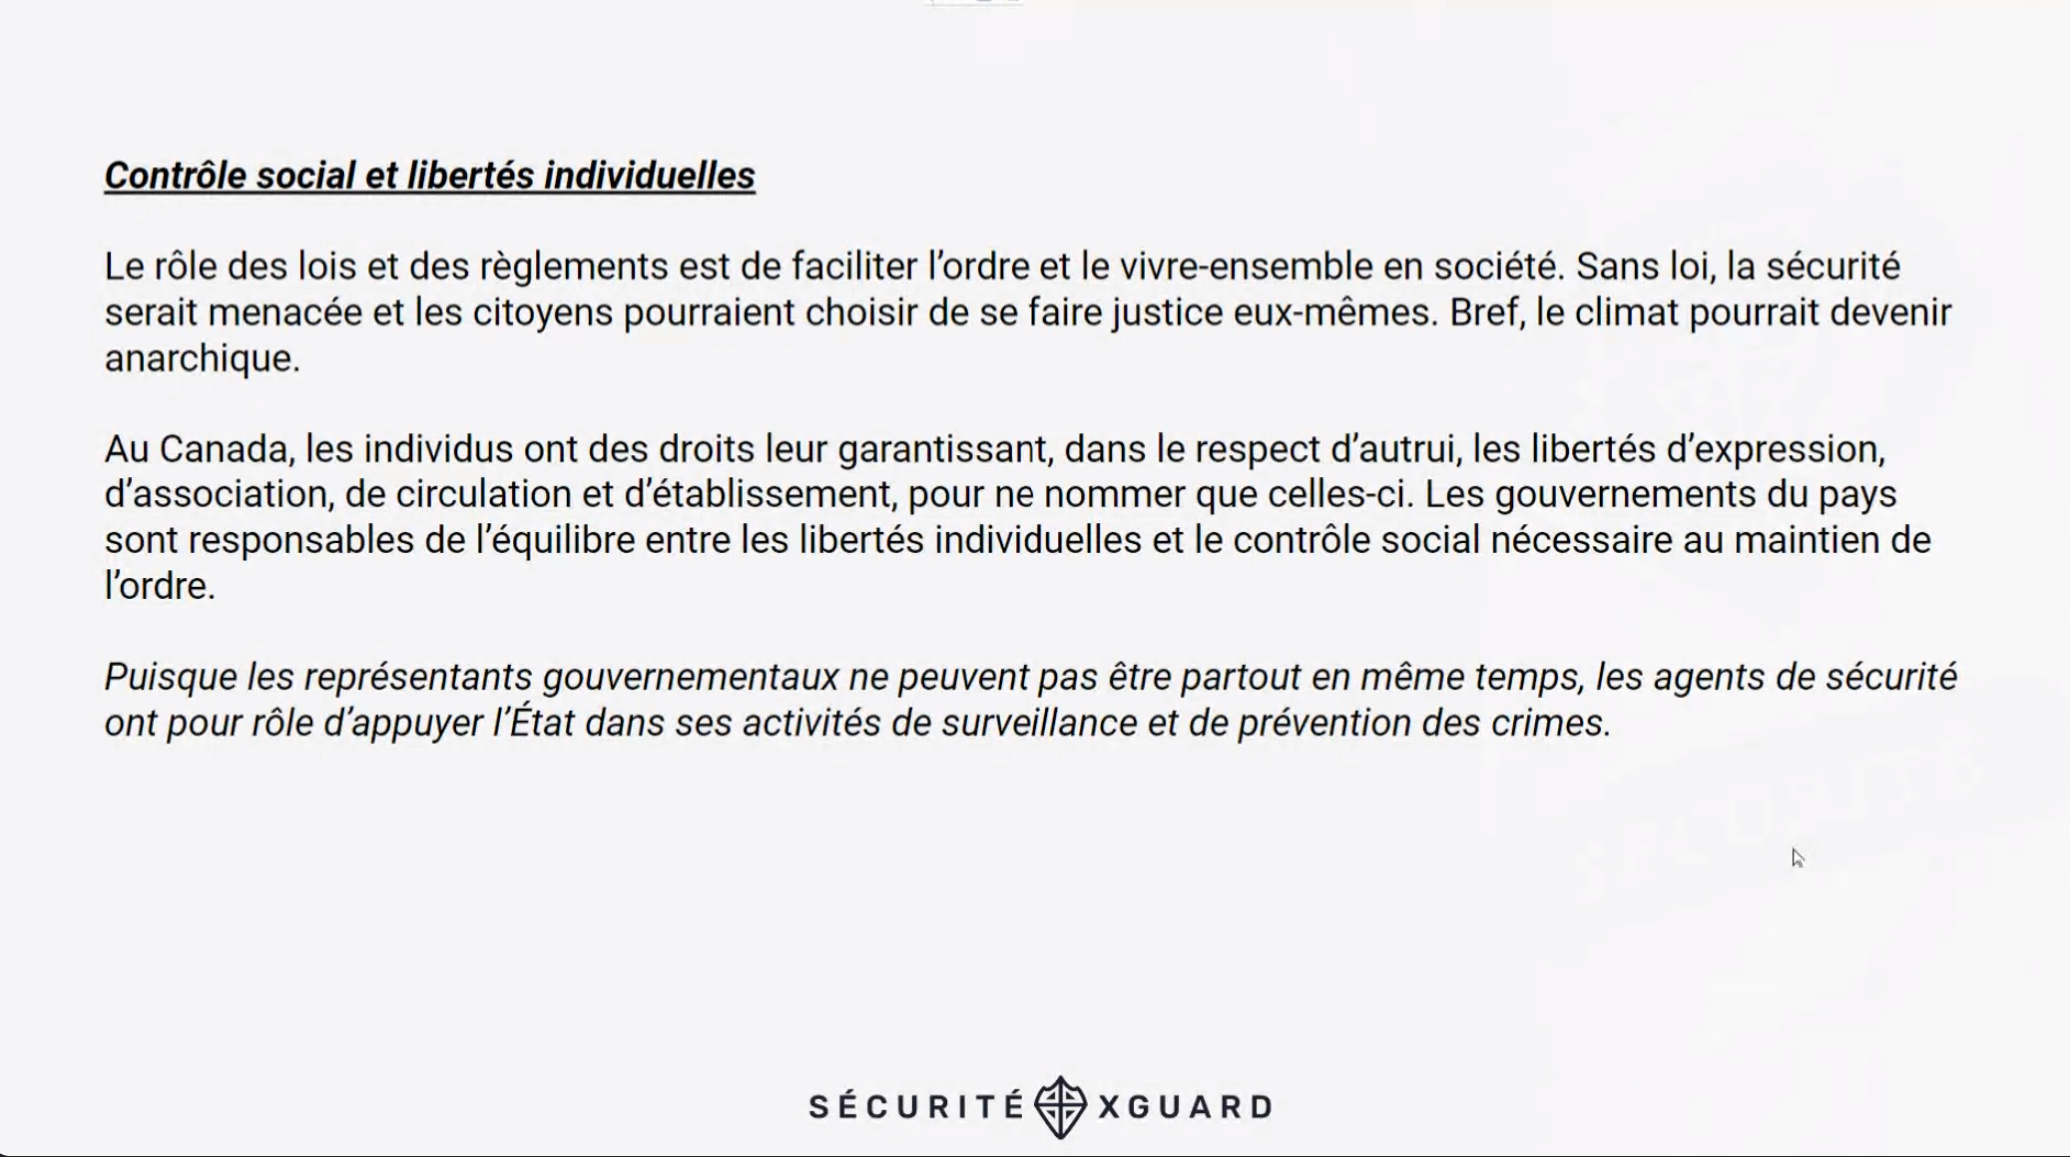 Contrôle social et libertés individuelles
Le rôle des lois et des règlements est de faciliter l’ordre et le vivre-ensemble en société. Sans loi, la sécurité
serait menacée et les citoyens pourraient choisir de se faire justice eux-mêmes. Bref, le climat pourrait devenir
anarchique.
Au Canada, les individus ont des droits leur garantissant, dans le respect d’autrui, les libertés d’expression,
d’association, de circulation et d’établissement, pour ne nommer que celles-ci. Les gouvernements du pays
sont responsables de l’équilibre entre les libertés individuelles et le contrôle social nécessaire au maintien de
l’ordre.
Puisque les représentants gouvernementaux ne peuvent pas être partout en même temps, les agents de sécurité
ont pour rôle d’appuyer l’État dans ses activités de surveillance et de prévention des crimes.
SÉCURITÉ XGUARD